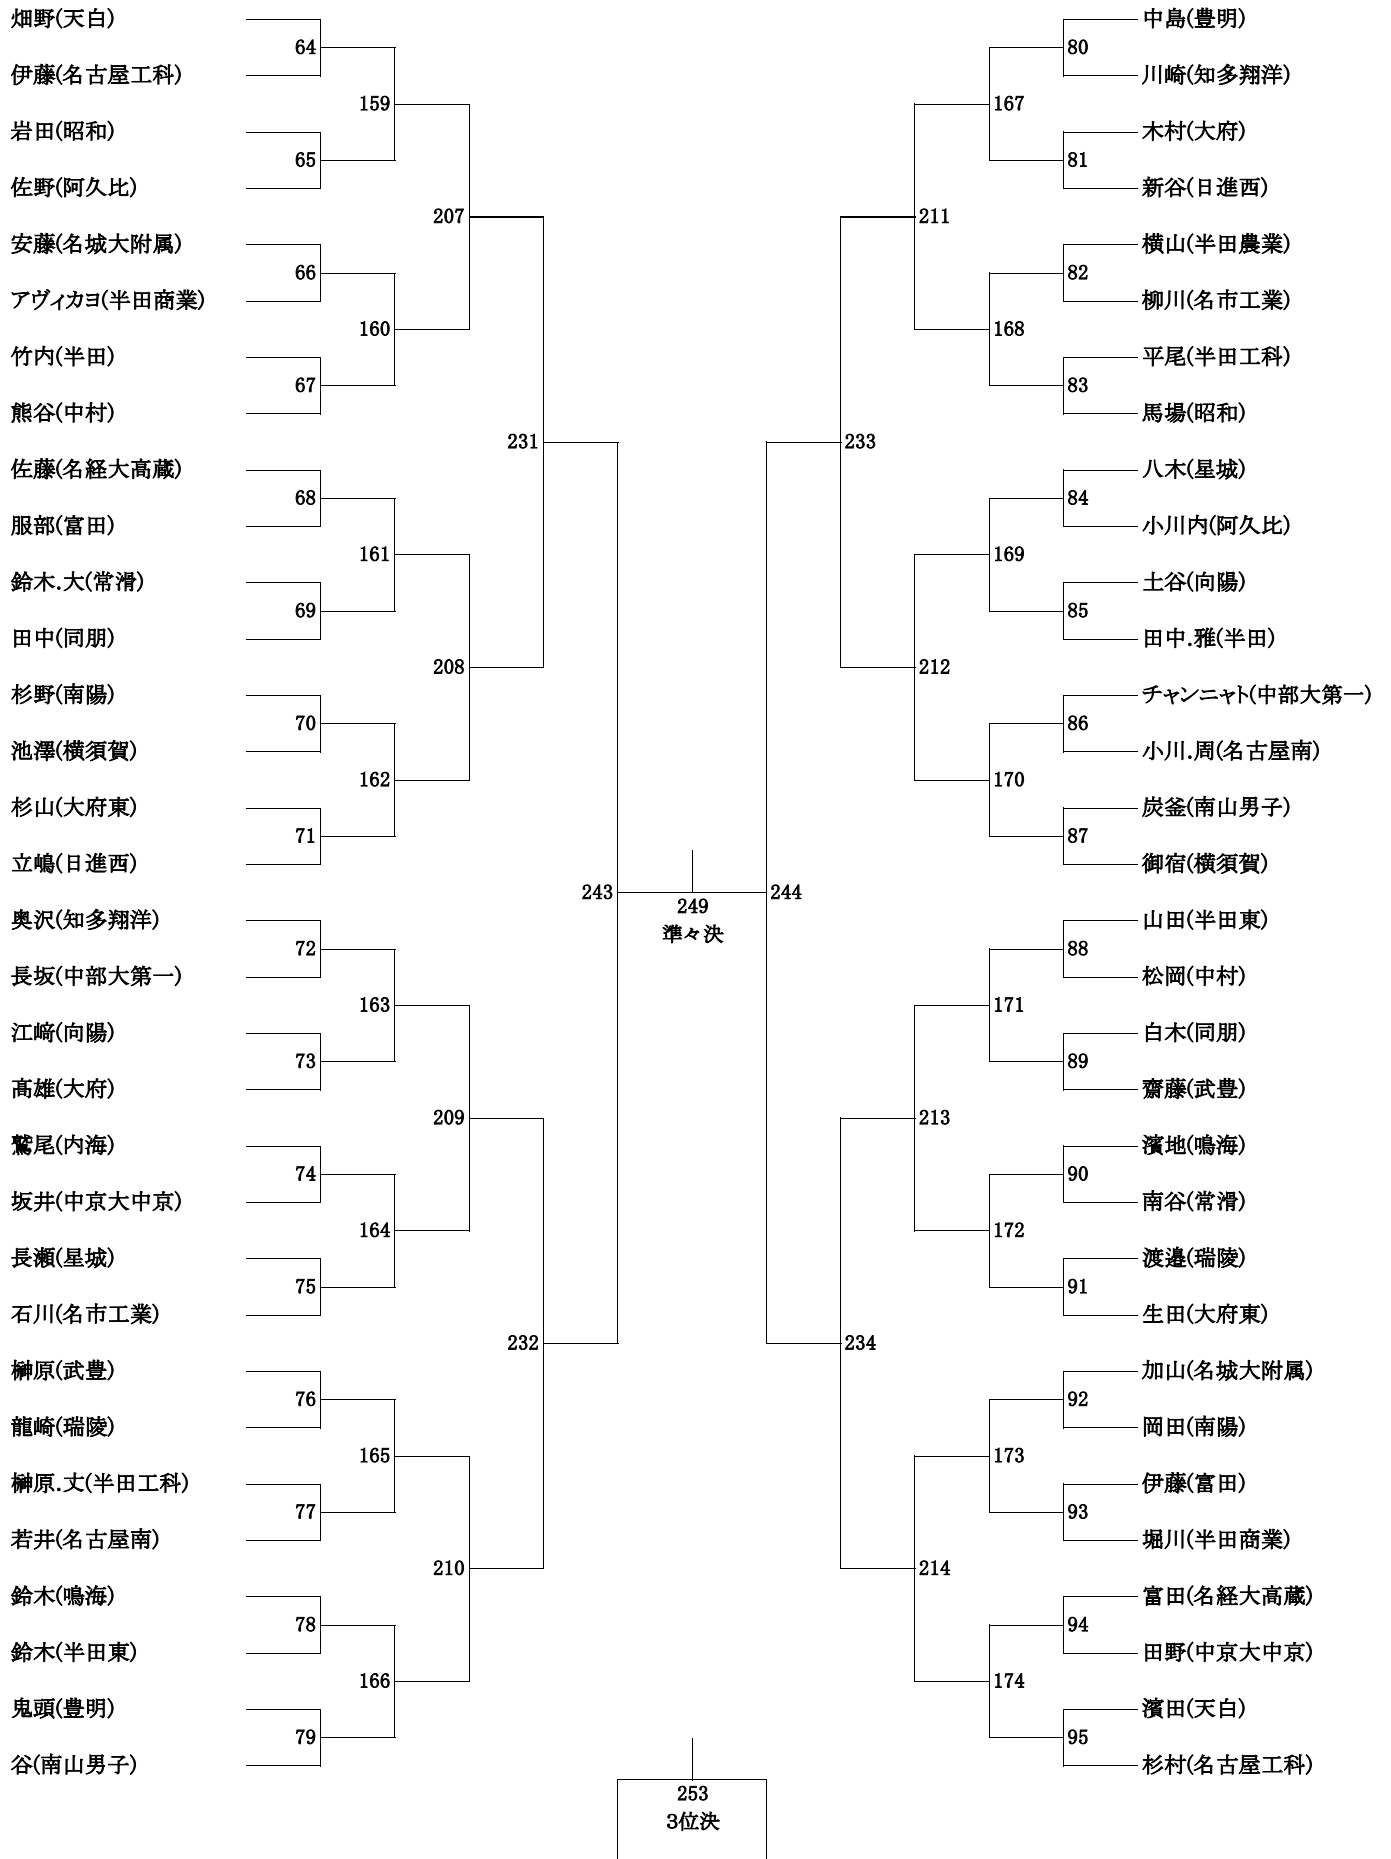 畑野(天白)
64
伊藤(名古屋工科)
159
岩田(昭和)
65
佐野(阿久比)
207
安藤(名城大附属)
66
アヴィカヨ(半田商業)
160
竹内(半田)
67
熊谷(中村)
231
佐藤(名経大高蔵)
68
服部(富田)
161
鈴木.大(常滑)
69
田中(同朋)
208
杉野(南陽)
70
池澤(横須賀)
162
杉山(大府東)
71
立嶋(日進西)
243
奥沢(知多翔洋)
72
長坂(中部大第一)
163
江﨑(向陽)
73
髙雄(大府)
209
鷲尾(内海)
74
坂井(中京大中京)
164
長瀬(星城)
75
石川(名市工業)
232
榊原(武豊)
76
龍崎(瑞陵)
165
榊原.丈(半田工科)
77
若井(名古屋南)
210
鈴木(鳴海)
78
鈴木(半田東)
166
鬼頭(豊明)
79
谷(南山男子)
249
準々決
253
3位決
中島(豊明)
80
川崎(知多翔洋)
167
木村(大府)
81
新谷(日進西)
211
横山(半田農業)
82
柳川(名市工業)
168
平尾(半田工科)
83
馬場(昭和)
233
八木(星城)
84
小川内(阿久比)
169
土谷(向陽)
85
田中.雅(半田)
212
チャンニャト(中部大第一)
86
小川.周(名古屋南)
170
炭釜(南山男子)
87
御宿(横須賀)
244
山田(半田東)
88
松岡(中村)
171
白木(同朋)
89
齋藤(武豊)
213
濱地(鳴海)
90
南谷(常滑)
172
渡邉(瑞陵)
91
生田(大府東)
234
加山(名城大附属)
92
岡田(南陽)
173
伊藤(富田)
93
堀川(半田商業)
214
富田(名経大高蔵)
94
田野(中京大中京)
174
濱田(天白)
95
杉村(名古屋工科)